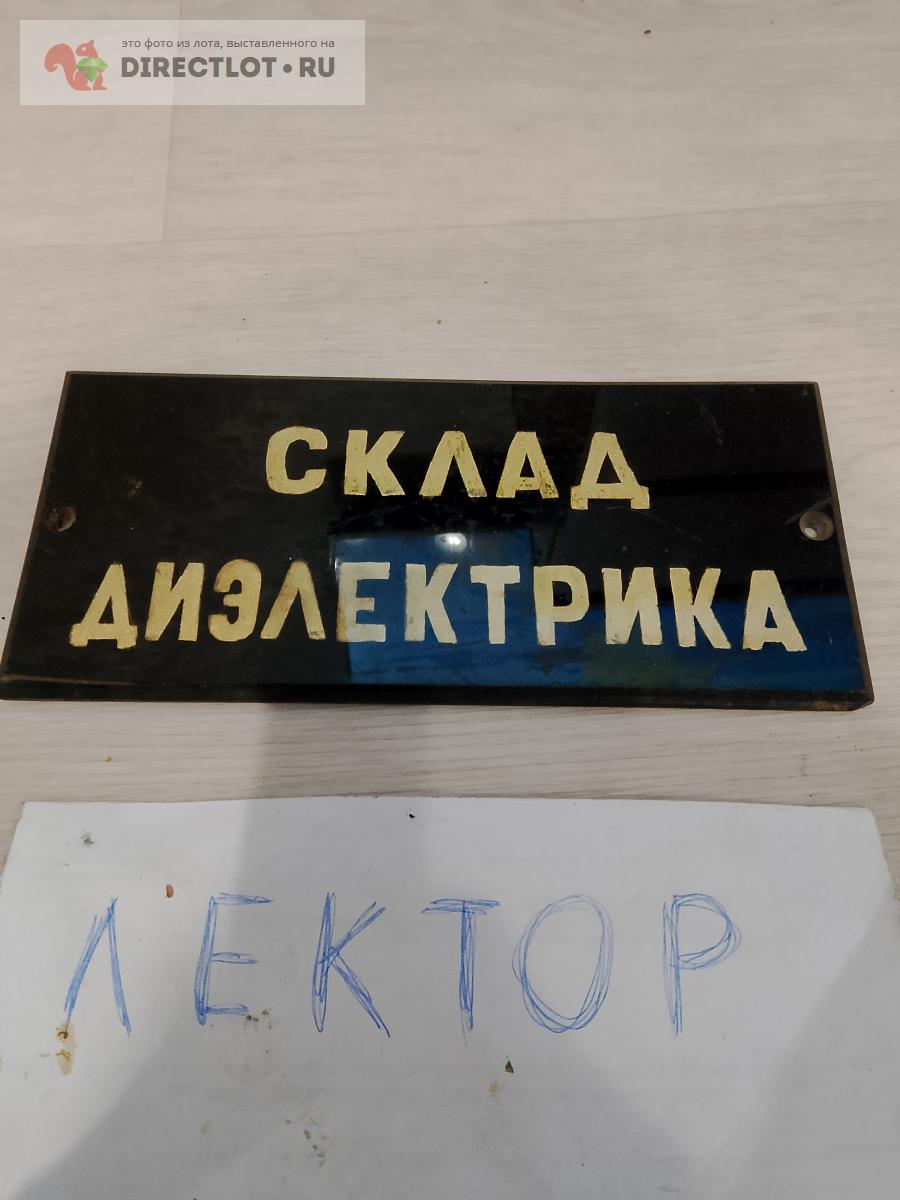 это фото из лота, выставленного на
DIRECTLOT•RU
СКЛАД
ДИЭЛЕКТРИКА
ЛЕКТОР